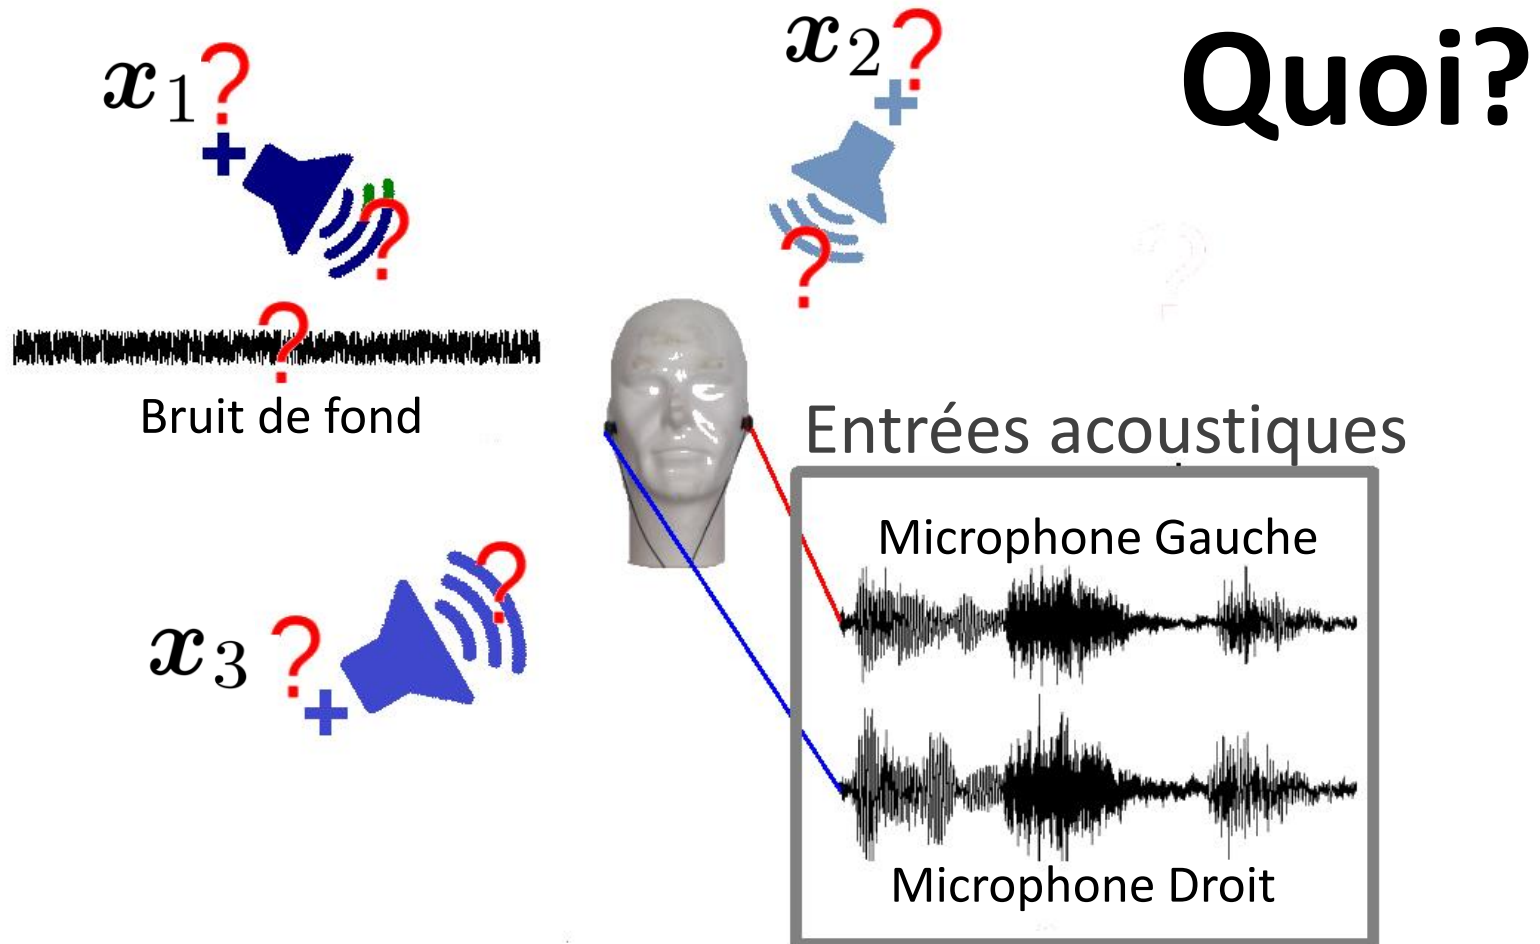 Quoi?
x1?
x2?
?
?
?
Bruit de fond
Entrées acoustiques
Microphone Gauche
?
x3 ?
Microphone Droit